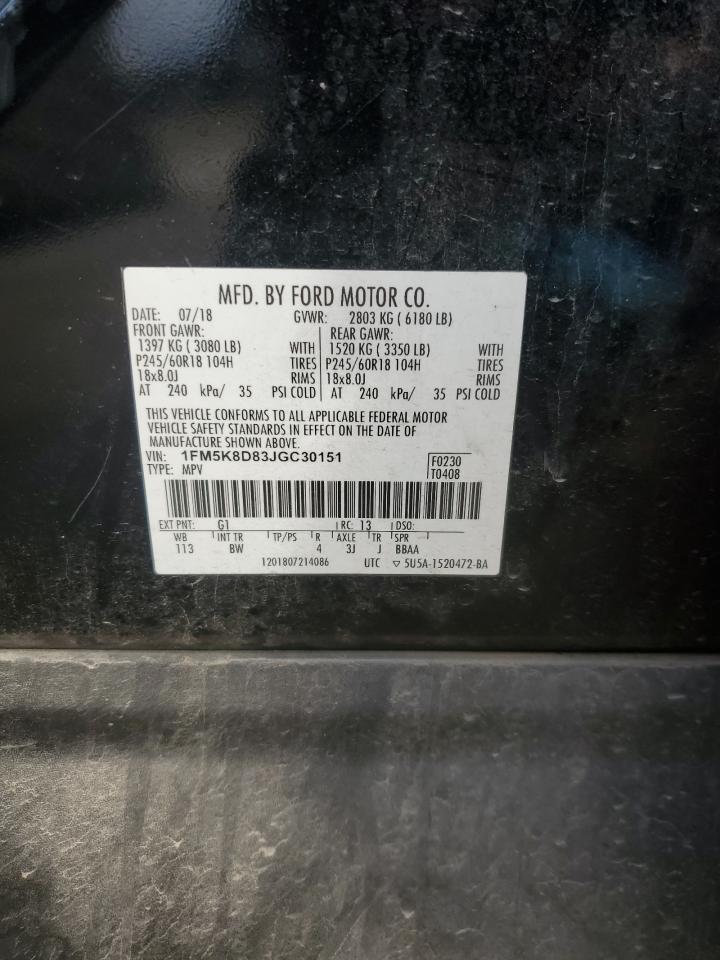 MFD. BY FORD MOTOR CO.
DATE: 07/18 GVWR: 2803 KG ( 6180 LB)
FRONT GAWR: REAR GAWR:
1397 KG ( 3080 LB) WITH 1520 KG ( 3350 LB) WITH
P245/60R18 104H TIRES P245/60R18 104H TIRES
18x8.0J RIMS 18x8.0J RIMS
AT 240 kPa/ 35 PSI COLD AT 240 kPa/ 35 PSI COLD
THIS VEHICLE CONFORMS TO ALL APPLICABLE FEDERAL MOTOR
VEHICLE SAFETY STANDARDS IN EFFECT ON THE DATE OF
MANUFACTURE SHOWN ABOVE.
VIN: 1FM5K8D83JGC30151 F0230
TYPE: MPV T0408
EXT PNT: G1 RC: 13 DSO:
WB INT TR TP/PS R AXLE TR SPR
113 BW 4 3J J BBAA
1201807214086 UTC ▽ 5U5A-1520472-BA